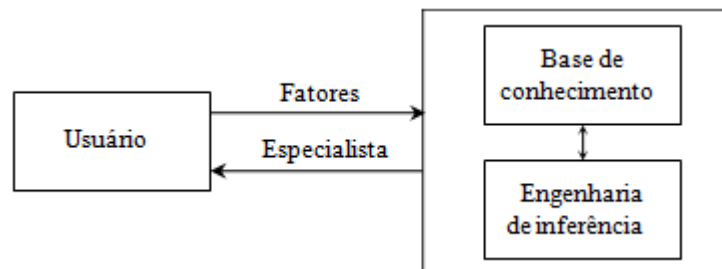 Usuário
Fatores
Especialista
Base de
conhecimento
Engenharia
de inferência